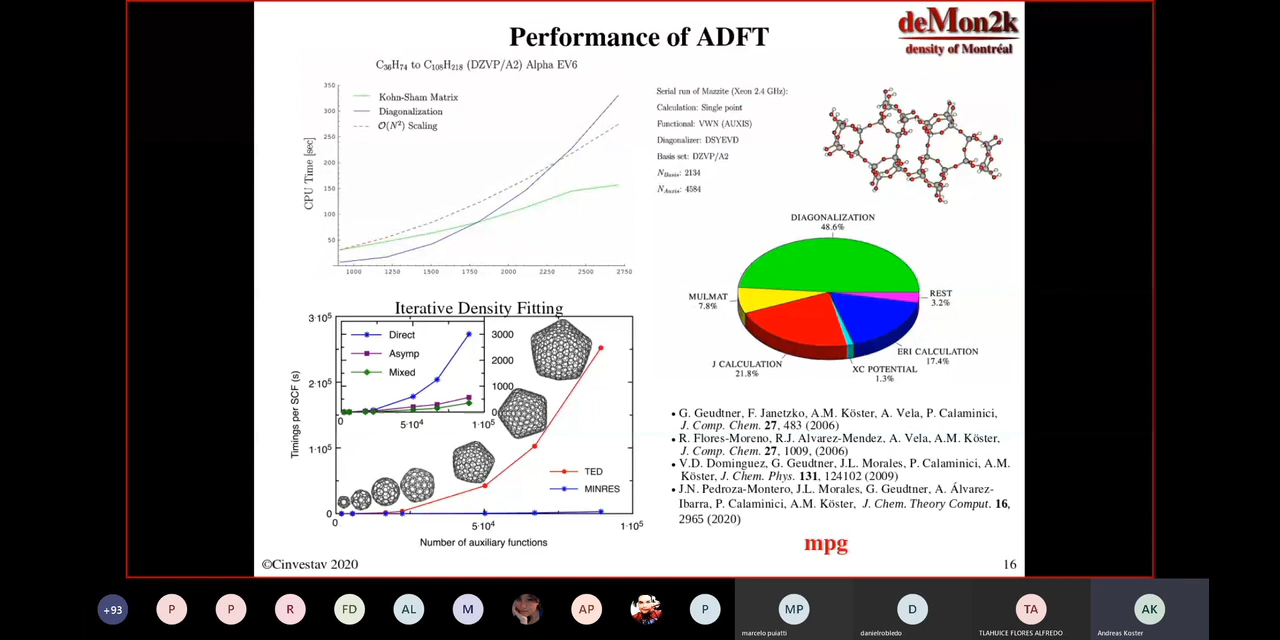 deMon2k
density of Montréal
Performance of ADFT
C36H74 to C108H218 (DZVP/A2) Alpha EV6
350
300
250
200
150
100
50
CPU Time [sec]
Kohn-Sham Matrix
Diagonalization
O(N²) Scaling
1000 1250 1500 1750 2000 2250 2500 2750
Serial run of Mazzite (Xeon 2.4 GHz):
Calculation: Single point
Functional: VWN (AUXIS)
Diagonalizer: DSYEVD
Basis set: DZVP/A2
NBasis: 2134
NAuxis: 4584
DIAGONALIZATION
48.6%
MULMAT
7.8%
REST
3.2%
ERI CALCULATION
17.4%
J CALCULATION
21.8%
XC POTENTIAL
1.3%
Iterative Density Fitting
3·10⁵
2·10⁵
1·10⁵
0
Timings per SCF (s)
Direct
Asymp
Mixed
3000
2000
1000
0
0 5·10⁴ 1·10⁵
TED
MINRES
0 5·10⁴ 1·10⁵
Number of auxiliary functions
• G. Geudtner, F. Janetzko, A.M. Köster, A. Vela, P. Calaminici,
J. Comp. Chem. 27, 483 (2006)
• R. Flores-Moreno, R.J. Alvarez-Mendez, A. Vela, A.M. Köster,
J. Comp. Chem. 27, 1009, (2006)
• V.D. Dominguez, G. Geudtner, J.L. Morales, P. Calaminici, A.M.
Köster, J. Chem. Phys. 131, 124102 (2009)
• J.N. Pedroza-Montero, J.L. Morales, G. Geudtner, A. Álvarez-
Ibarra, P. Calaminici, A.M. Köster, J. Chem. Theory Comput. 16,
2965 (2020)
mpg
©Cinvestav 2020
16
+93 P P R FD AL M AP P MP D TA AK
marcelo puiatti danielrobledo TLAHUICE FLORES ALFREDO Andreas Koster